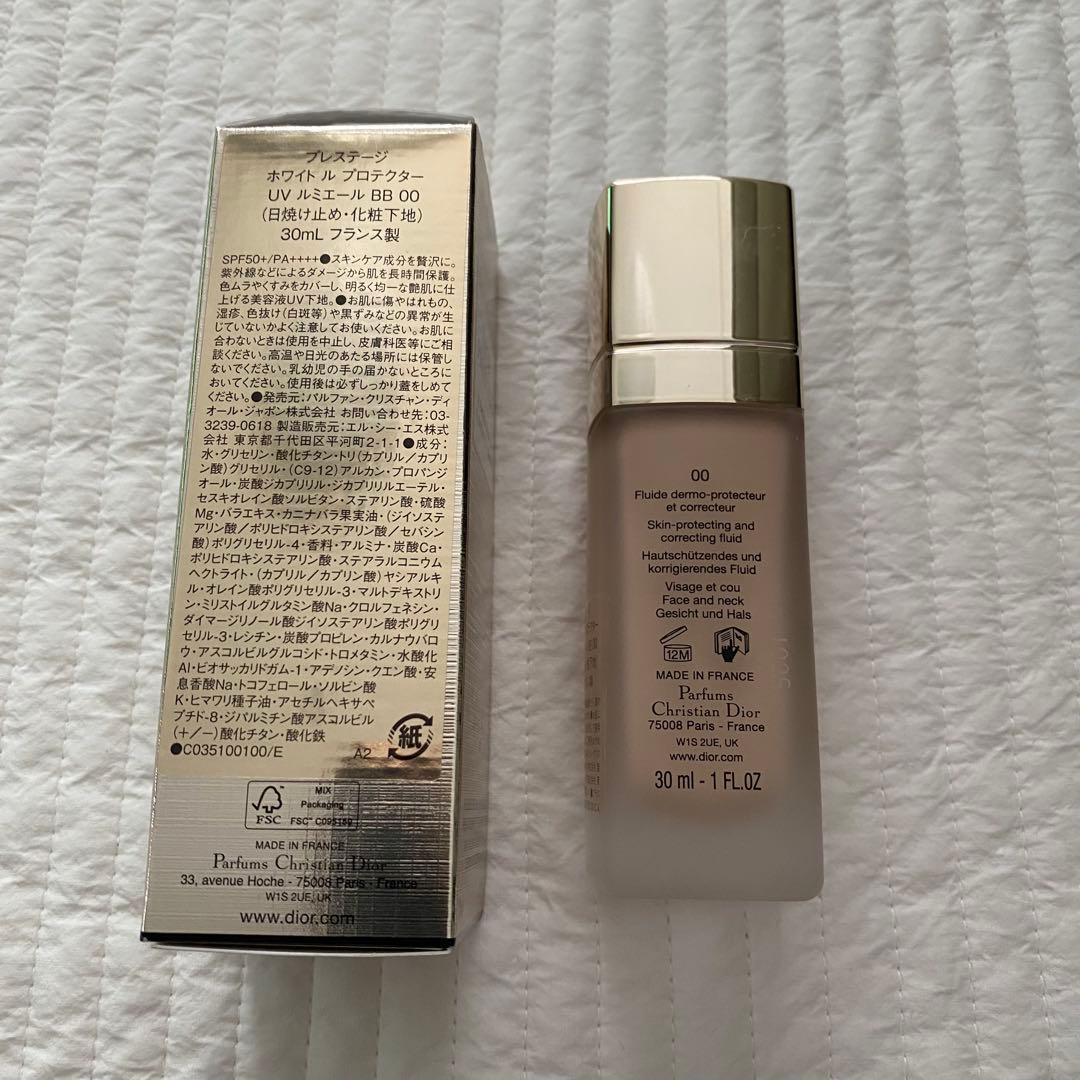 プレステージ
ホワイト ル プロテクター
UV ルミエール BB 00
(日焼け止め・化粧下地)
30mL フランス製
SPF50+/PA++++●スキンケア成分を贅沢に。
紫外線などによるダメージから肌を長時間保護。
色ムラやくすみをカバーし、明るく均一な艶肌に仕
上げる美容液UV下地。●お肌に傷やはれもの、
湿疹、色抜け(白斑等)や黒ずみなどの異常が生
じていないかよく注意してお使いください。お肌に
合わないときは使用を中止し、皮膚科医等にご相
談ください。高温や日光のあたる場所には保管し
ないでください。乳幼児の手の届かないところに
おいてください。使用後は必ずしっかり蓋をしめて
ください。●発売元:パルファン・クリスチャン・ディ
オール・ジャポン株式会社 お問い合わせ先:03-
3239-0618 製造販売元:エル・シー・エス株式
会社 東京都千代田区平河町2-1-1●成分:
水・グリセリン・酸化チタン・トリ(カプリル/カプリ
ン酸)グリセリル・(C9-12)アルカン・プロパンジ
オール・炭酸ジカプリリル・ジカプリリルエーテル・
セスキオレイン酸ソルビタン・ステアリン酸・硫酸
Mg・バラエキス・カニナバラ果実油・(ジイソステ
アリン酸/ポリヒドロキシステアリン酸/セバシン
酸)ポリグリセリル-4・香料・アルミナ・炭酸Ca・
ポリヒドロキシステアリン酸・ステアラルコニウム
ヘクトライト・(カプリル/カプリン酸)ヤシアルキ
ル・オレイン酸ポリグリセリル-3・マルトデキストリ
ン・ミリストイルグルタミン酸Na・クロルフェネシン・
ダイマージリノール酸ジイソステアリン酸ポリグリ
セリル-3・レシチン・炭酸プロピレン・カルナウバロ
ウ・アスコルビルグルコシド・トロメタミン・水酸化
Al・ビオサッカリドガム-1・アデノシン・クエン酸・安
息香酸Na・トコフェロール・ソルビン酸
K・ヒマワリ種子油・アセチルヘキサペ
プチド-8・ジパルミチン酸アスコルビル
(+/-)酸化チタン・酸化鉄
●C035100100/E A2
紙
FSC
MIX
Packaging
FSC™ C095159
MADE IN FRANCE
Parfums Christian Dior
33, avenue Hoche - 75008 Paris - France
W1S 2UE, UK
www.dior.com
00
Fluide dermo-protecteur
et correcteur
Skin-protecting and
correcting fluid
Hautschützendes und
korrigierendes Fluid
Visage et cou
Face and neck
Gesicht und Hals
12M
MADE IN FRANCE
Parfums
Christian Dior
75008 Paris - France
W1S 2UE, UK
www.dior.com
30 ml - 1 FL.OZ